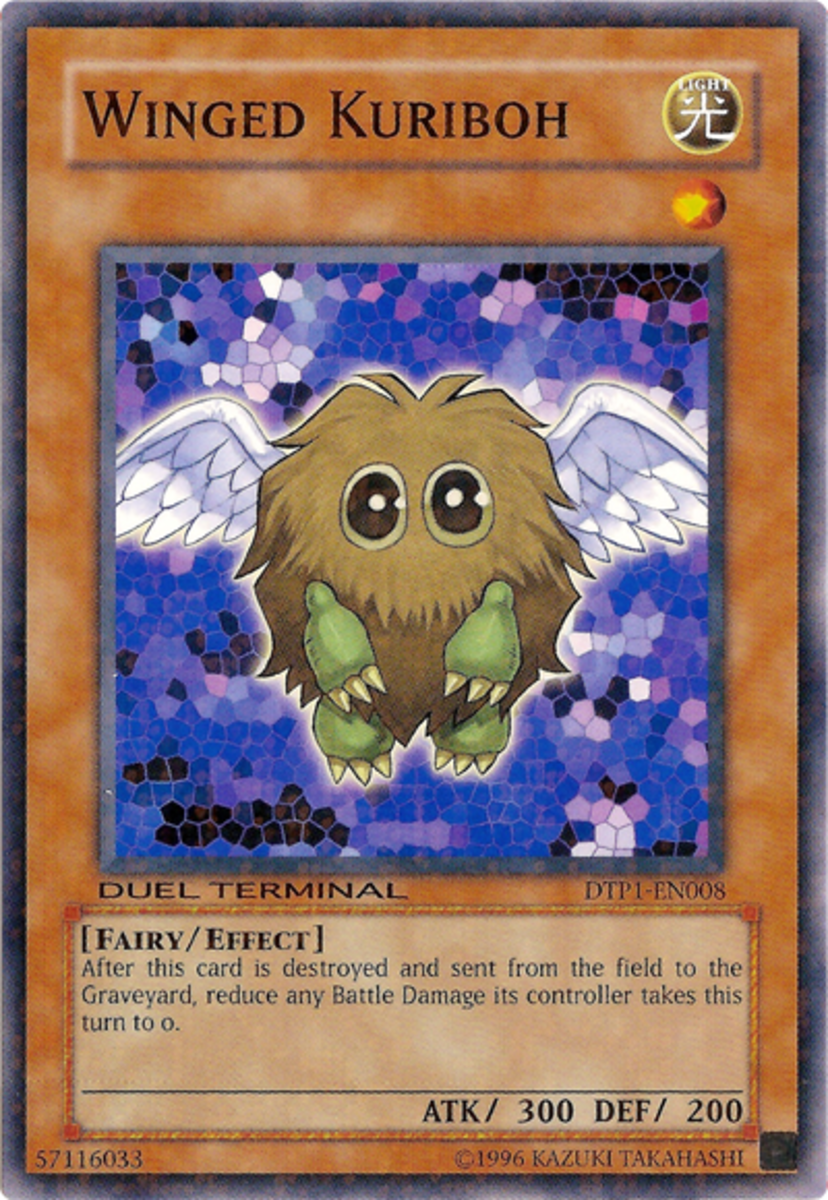 WINGED KURIBOH
LIGHT
光
DUEL TERMINAL
DTP1-EN008
[FAIRY/EFFECT]
After this card is destroyed and sent from the field to the
Graveyard, reduce any Battle Damage its controller takes this
turn to 0.
ATK/ 300 DEF/ 200
57116033
©1996 KAZUKI TAKAHASHI